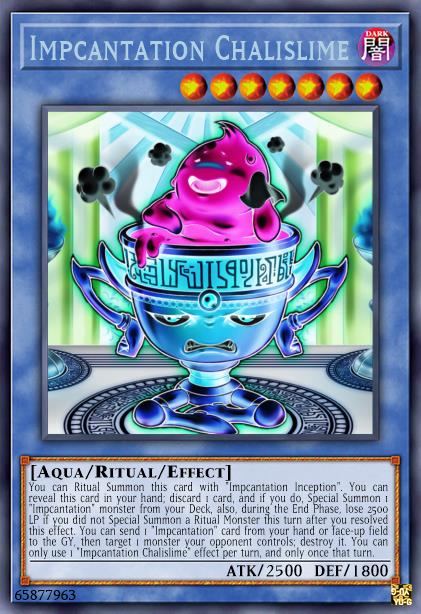 Impcantation Chalislime
DARK
闇
[Aqua/Ritual/Effect]
You can Ritual Summon this card with "Impcantation Inception". You can
reveal this card in your hand; discard 1 card, and if you do, Special Summon 1
"Impcantation" monster from your Deck, also, during the End Phase, lose 2500
LP if you did not Special Summon a Ritual Monster this turn after you resolved
this effect. You can send 1 "Impcantation" card from your hand or face-up field
to the GY, then target 1 monster your opponent controls; destroy it. You can
only use 1 "Impcantation Chalislime" effect per turn, and only once that turn.
ATK/2500 DEF/1800
65877963